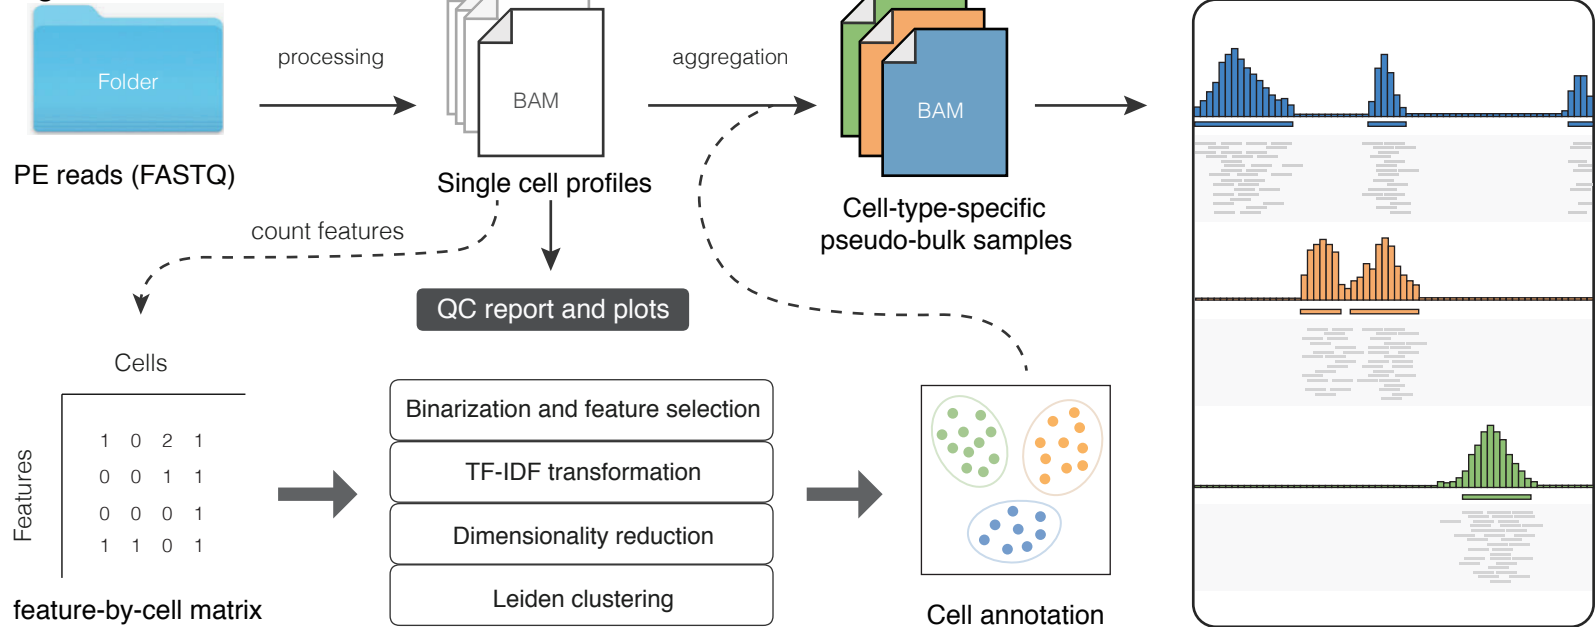 Folder
processing
BAM
aggregation
BAM
PE reads (FASTQ)
Single cell profiles
Cell-type-specific
pseudo-bulk samples
count features
QC report and plots
Cells
Features
1 0 2 1
0 0 1 1
0 0 0 1
1 1 0 1
feature-by-cell matrix
Binarization and feature selection
TF-IDF transformation
Dimensionality reduction
Leiden clustering
Cell annotation